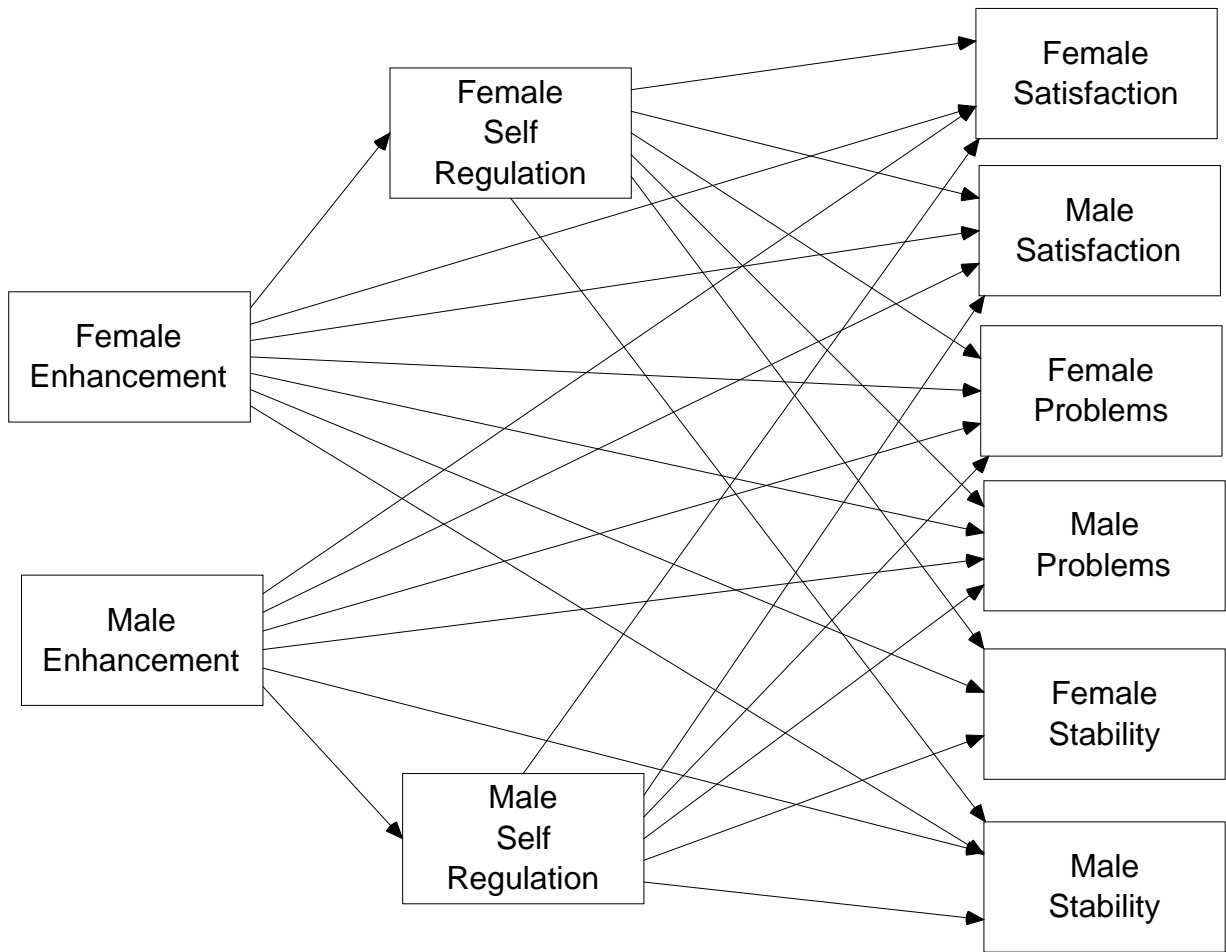 Female
Self
Regulation
Female
Enhancement
Male
Enhancement
Male
Self
Regulation
Female
Satisfaction
Male
Satisfaction
Female
Problems
Male
Problems
Female
Stability
Male
Stability